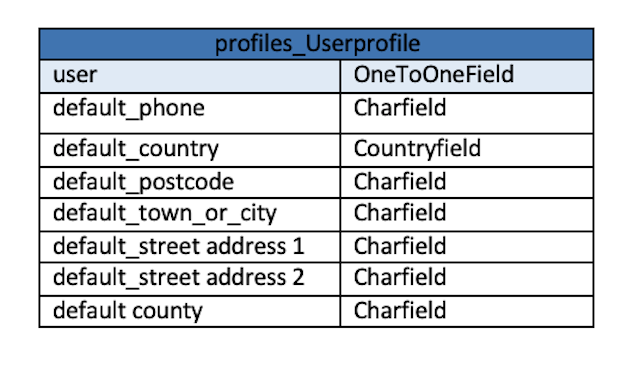 profiles_Userprofile
user OneToOneField
default_phone Charfield
default_country Countryfield
default_postcode Charfield
default_town_or_city Charfield
default_street address 1 Charfield
default_street address 2 Charfield
default county Charfield